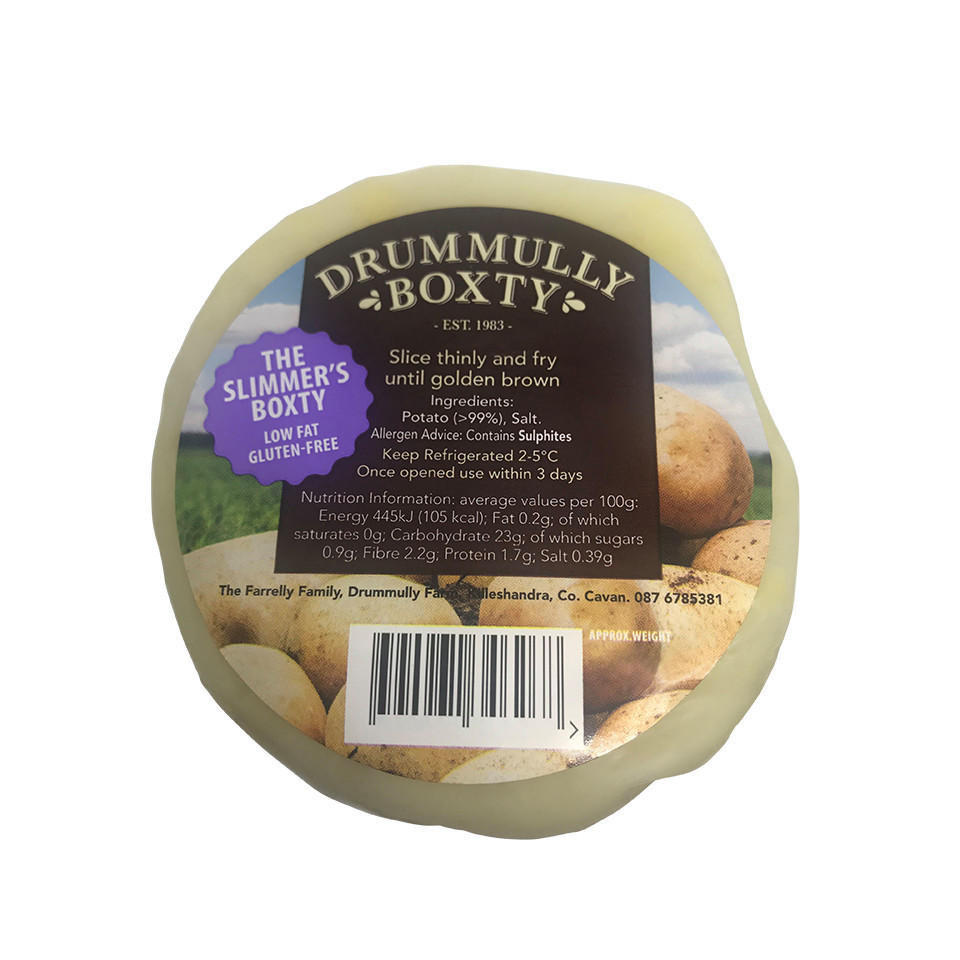 DRUMMULLY
BOXTY
- EST. 1983 -
THE
SLIMMER'S
BOXTY
LOW FAT
GLUTEN-FREE
Slice thinly and fry
until golden brown
Ingredients:
Potato (>99%), Salt.
Allergen Advice: Contains Sulphites
Keep Refrigerated 2-5°C
Once opened use within 3 days
Nutrition Information: average values per 100g:
Energy 445kJ (105 kcal); Fat 0.2g; of which
saturates 0g; Carbohydrate 23g; of which sugars
0.9g; Fibre 2.2g; Protein 1.7g; Salt 0.39g
The Farrelly Family, Drummully Farm, Killeshandra, Co. Cavan. 087 6785381
APPROX.WEIGHT
>